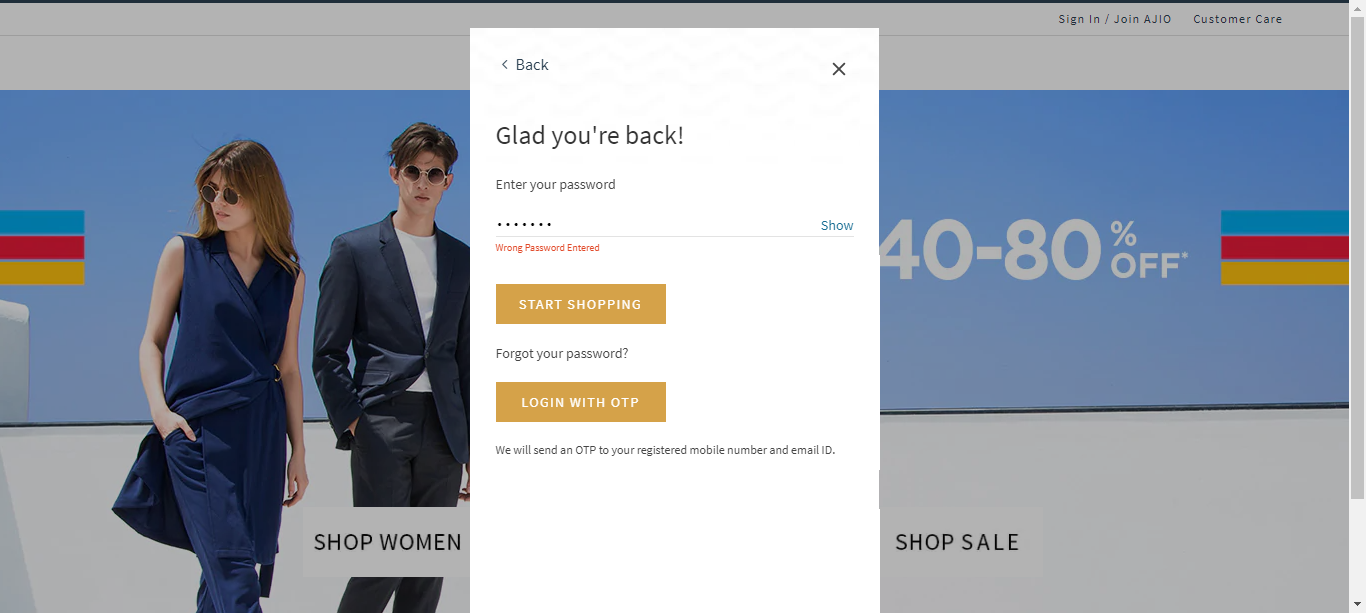 Sign In / Join AJIO Customer Care
Back
Glad you're back!
Enter your password
Show
Wrong Password Entered
40-80% OFF*
START SHOPPING
Forgot your password?
LOGIN WITH OTP
We will send an OTP to your registered mobile number and email ID.
SHOP WOMEN
SHOP SALE